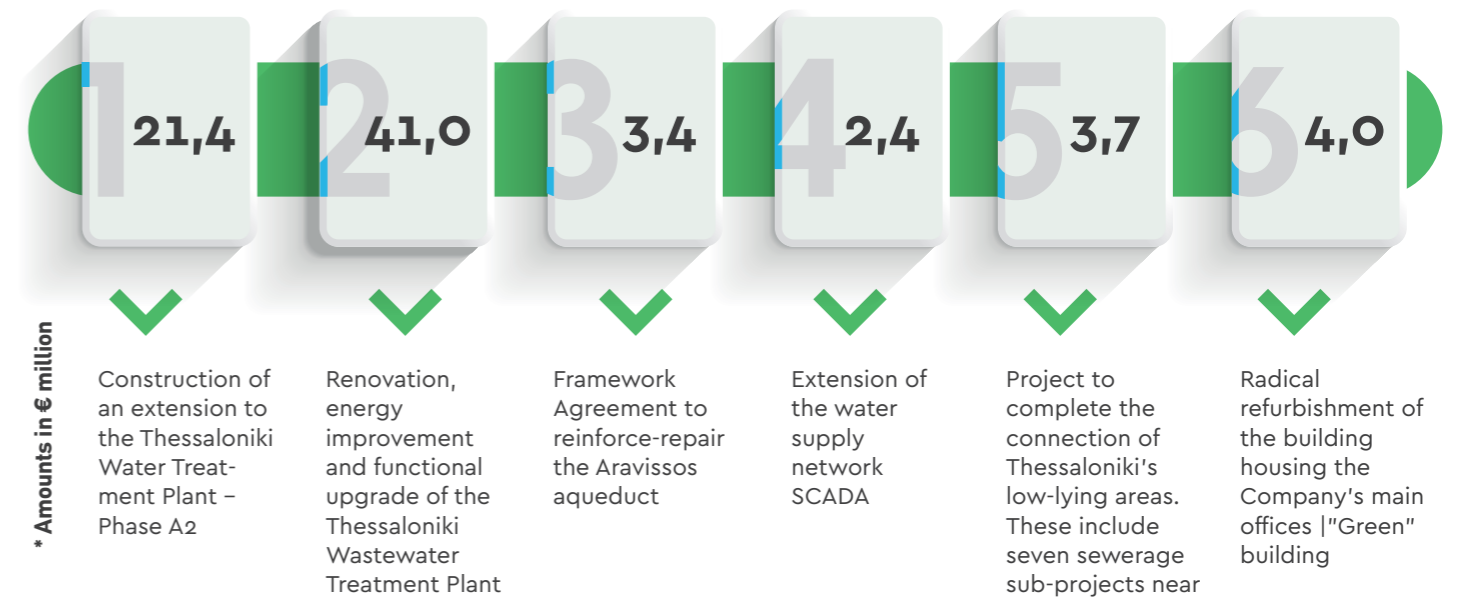 1
21,4
2
41,0
3
3,4
4
2,4
5
3,7
6
4,0
* Amounts in € million
Construction of
an extension to
the Thessaloniki
Water Treat-
ment Plant –
Phase A2
Renovation,
energy
improvement
and functional
upgrade of the
Thessaloniki
Wastewater
Treatment Plant
Framework
Agreement to
reinforce-repair
the Aravissos
aqueduct
Extension of
the water
supply
network
SCADA
Project to
complete the
connection of
Thessaloniki's
low-lying areas.
These include
seven sewerage
sub-projects near
Radical
refurbishment of
the building
housing the
Company's main
offices |"Green"
building